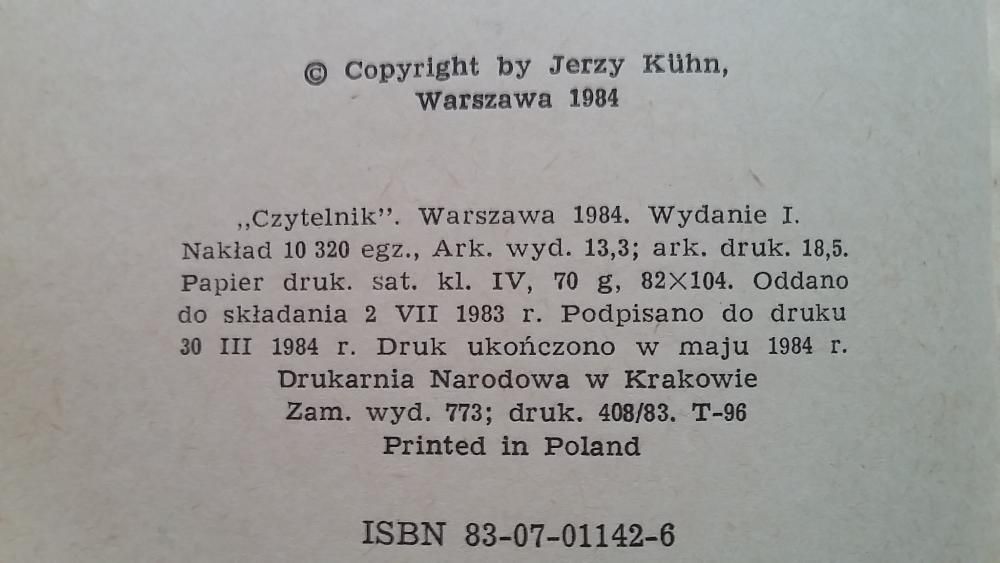 © Copyright by Jerzy Kühn,
Warszawa 1984
„Czytelnik”. Warszawa 1984. Wydanie I.
Nakład 10 320 egz., Ark. wyd. 13,3; ark. druk. 18,5.
Papier druk. sat. kl. IV, 70 g, 82×104. Oddano
do składania 2 VII 1983 r. Podpisano do druku
30 III 1984 r. Druk ukończono w maju 1984 r.
Drukarnia Narodowa w Krakowie
Zam. wyd. 773; druk. 408/83. T-96
Printed in Poland
ISBN 83-07-01142-6